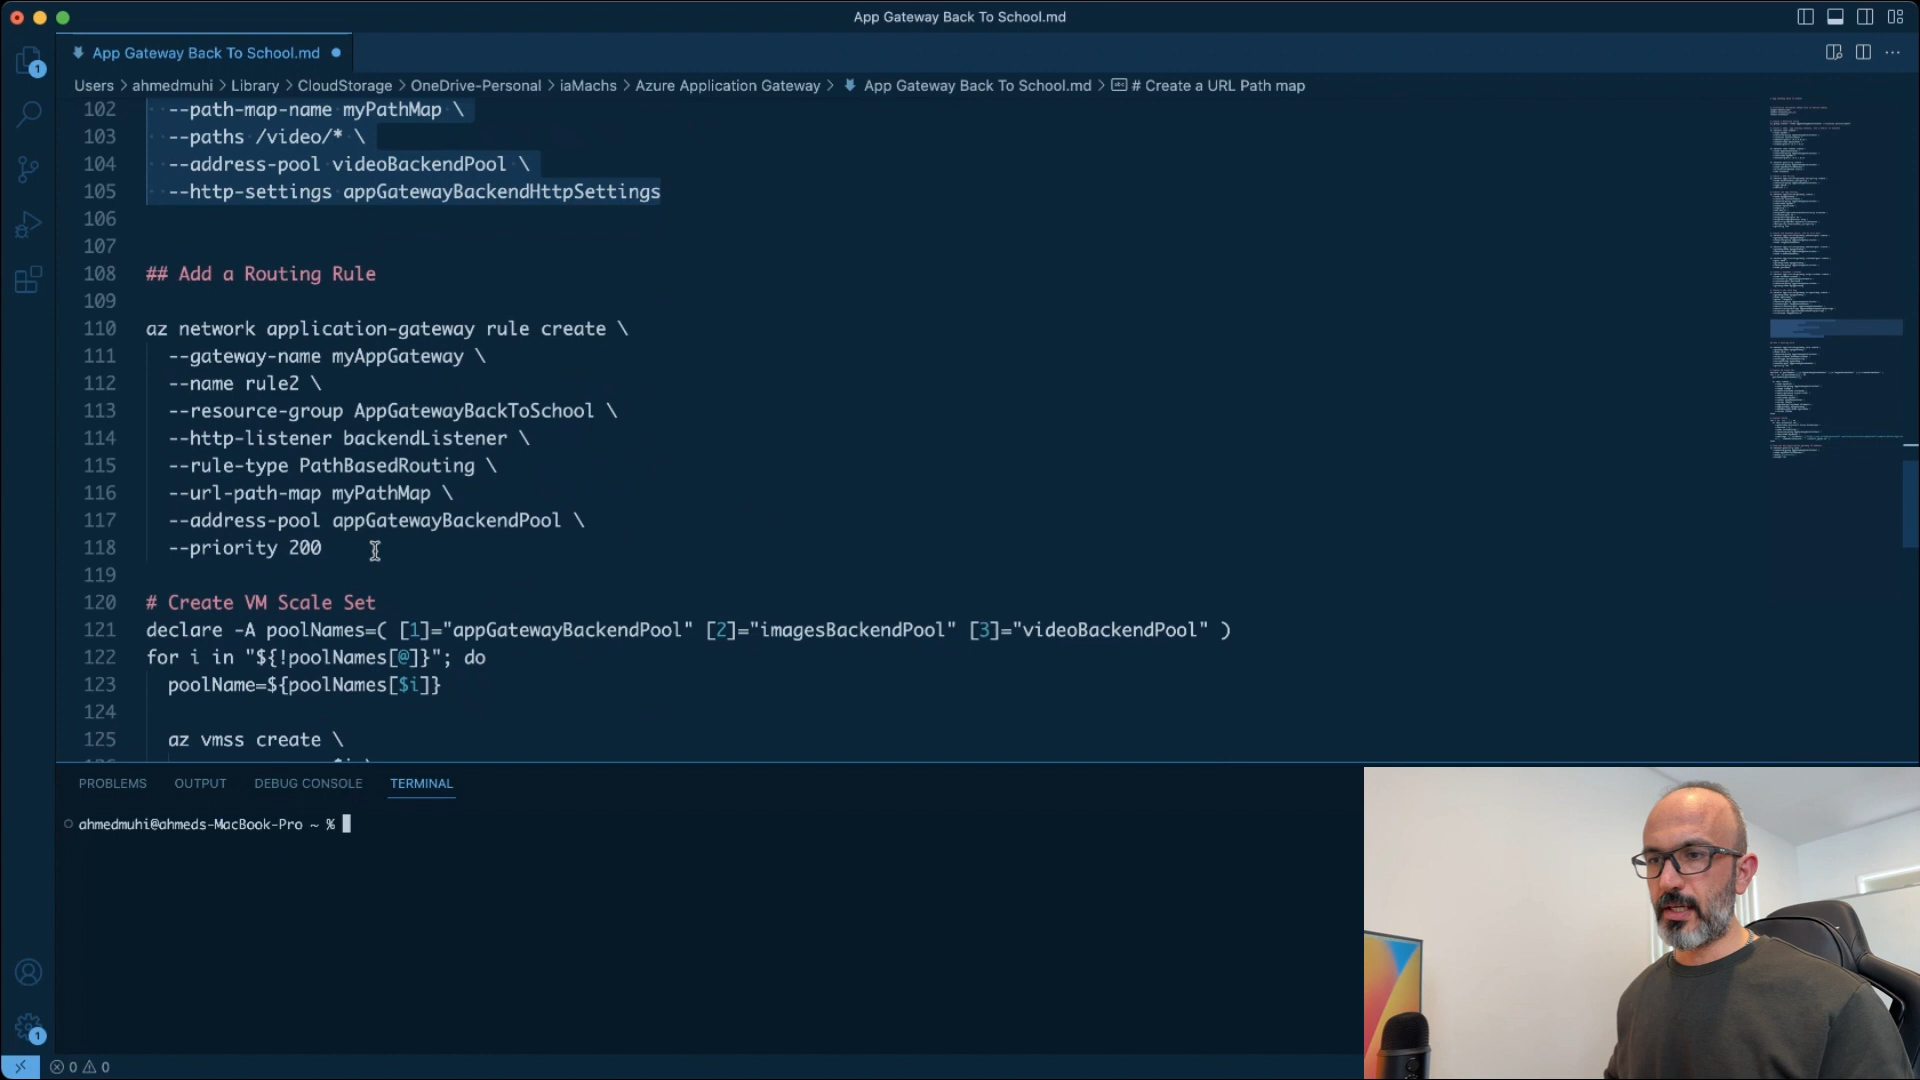 App Gateway Back To School.md
App Gateway Back To School.md
1
Users > ahmedmuhi > Library > CloudStorage > OneDrive-Personal > iaMachs > Azure Application Gateway > App Gateway Back To School.md > # Create a URL Path map
102 --path-map-name myPathMap \
103 --paths /video/* \
104 --address-pool videoBackendPool \
105 --http-settings appGatewayBackendHttpSettings
106
107
108 ## Add a Routing Rule
109
110 az network application-gateway rule create \
111 --gateway-name myAppGateway \
112 --name rule2 \
113 --resource-group AppGatewayBackToSchool \
114 --http-listener backendListener \
115 --rule-type PathBasedRouting \
116 --url-path-map myPathMap \
117 --address-pool appGatewayBackendPool \
118 --priority 200
119
120 # Create VM Scale Set
121 declare -A poolNames=( [1]="appGatewayBackendPool" [2]="imagesBackendPool" [3]="videoBackendPool" )
122 for i in "${!poolNames[@]}"; do
123 poolName=${poolNames[$i]}
124
125 az vmss create \
PROBLEMS OUTPUT DEBUG CONSOLE TERMINAL
ahmedmuhi@ahmeds-MacBook-Pro ~ %
1
0 0